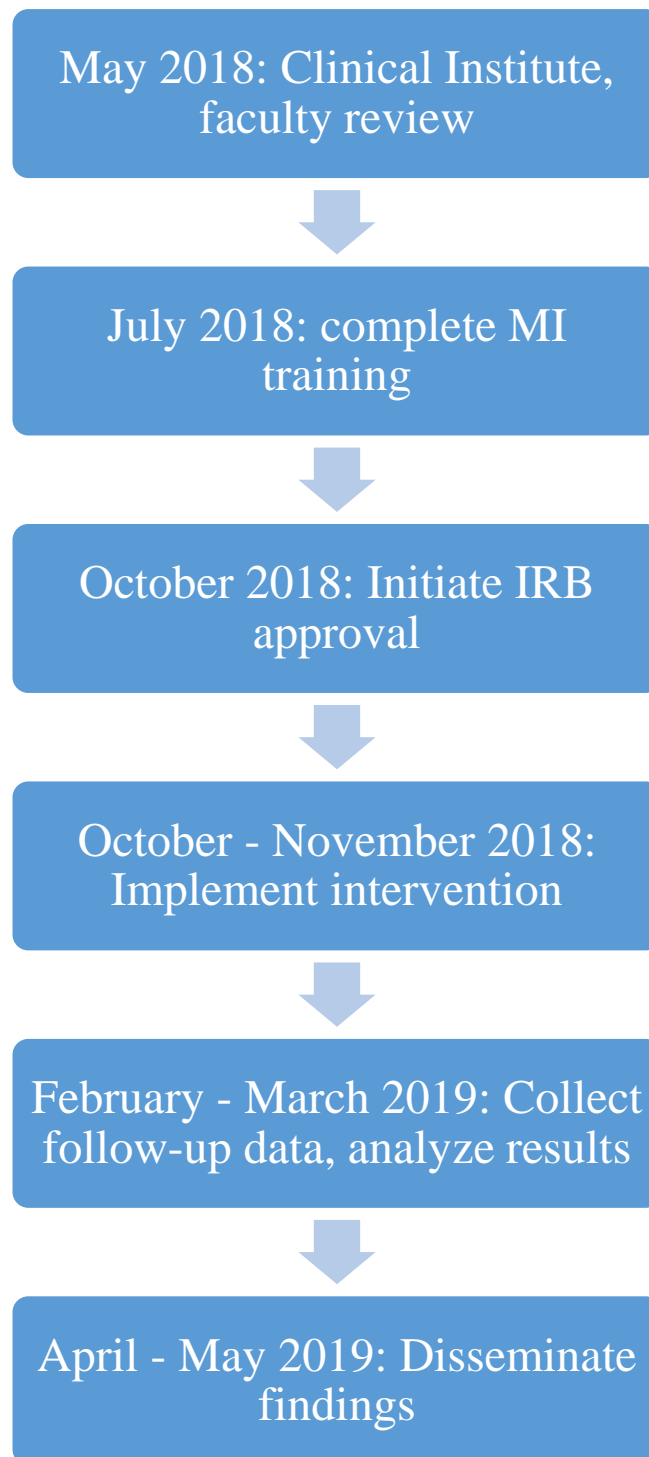 May 2018: Clinical Institute,
faculty review
July 2018: complete MI
training
October 2018: Initiate IRB
approval
October - November 2018:
Implement intervention
February - March 2019: Collect
follow-up data, analyze results
April - May 2019: Disseminate
findings